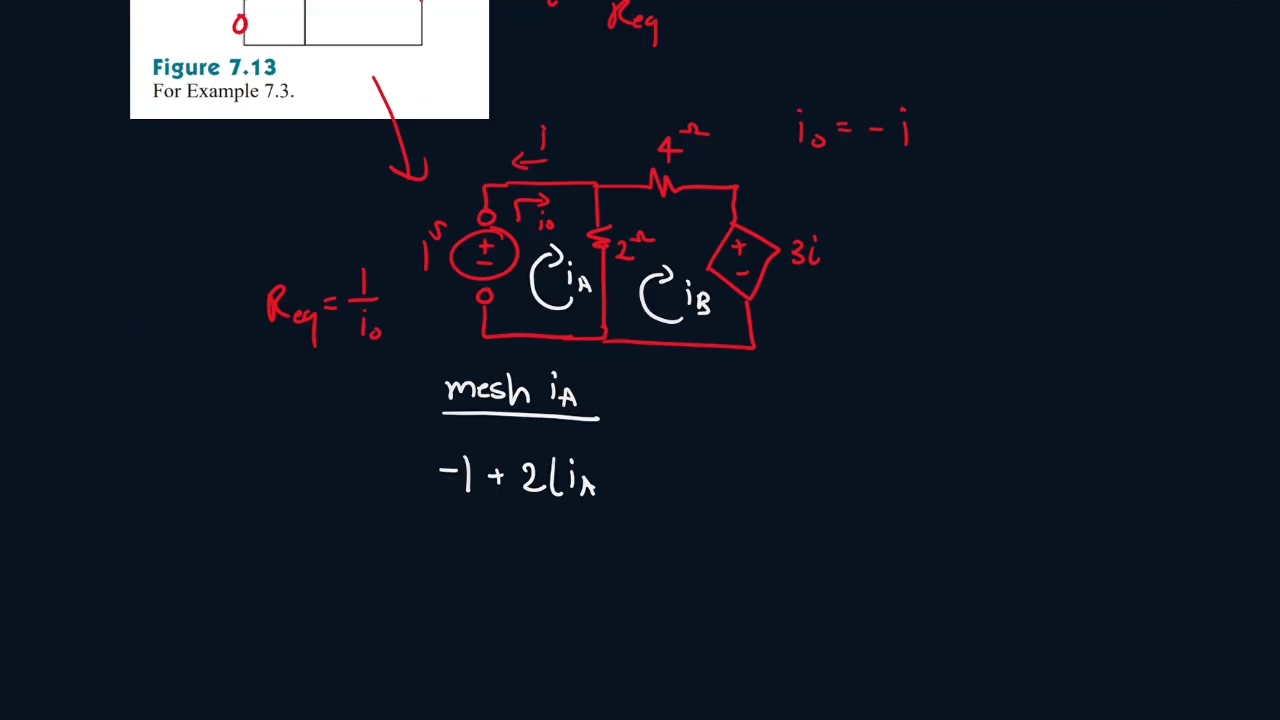 0
Req
Figure 7.13
For Example 7.3.
i
4Ω
i₀ = - i
i₀
1
+
-
2Ω
+
-
3i
iA
iB
Req = 1/i₀
mesh iA
-1 + 2(iA